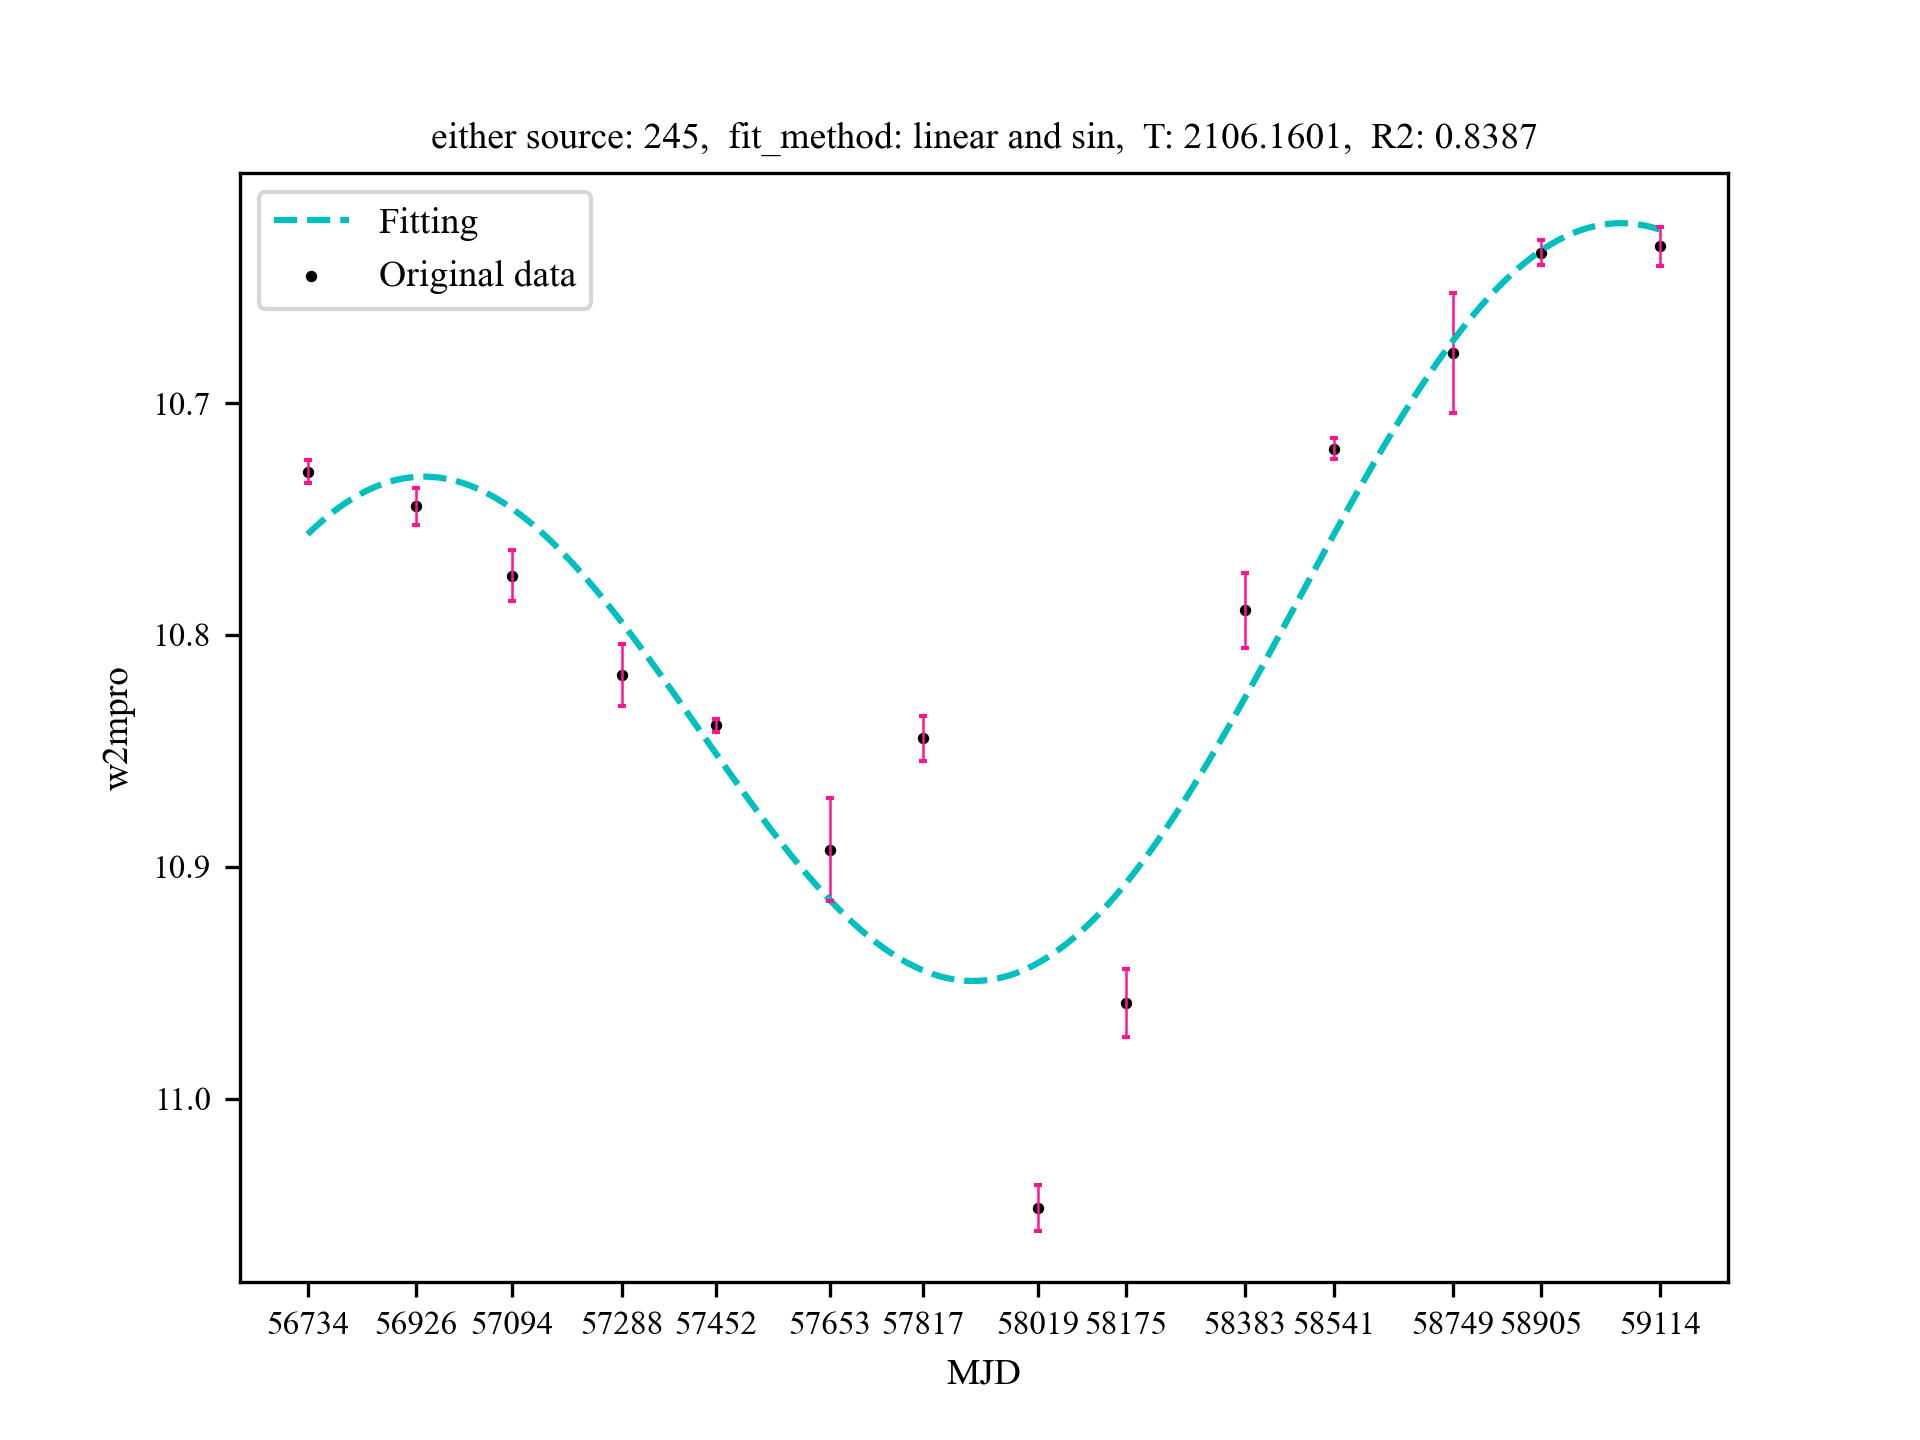 either source: 245,  fit_method: linear and sin,  T: 2106.1601,  R2: 0.8387
Fitting
Original data
10.7
10.8
10.9
11.0
w2mpro
56734 56926 57094 57288 57452 57653 57817 58019 58175 58383 58541 58749 58905 59114
MJD